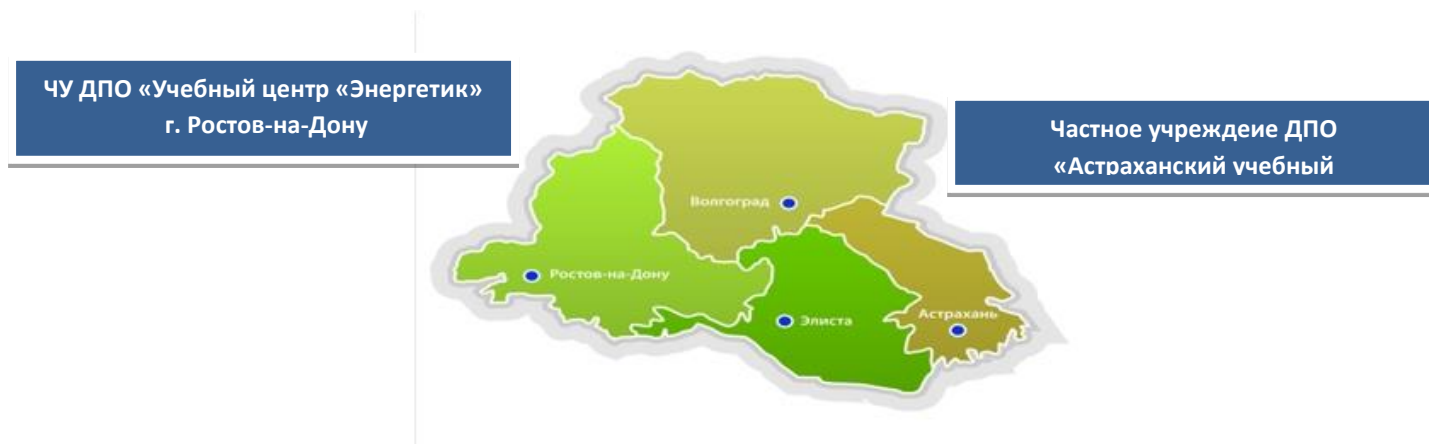 ЧУ ДПО «Учебный центр «Энергетик»
г. Ростов-на-Дону
Частное учреждеие ДПО
«Астраханский учебный
Волгоград
Ростов-на-Дону
Элиста
Астрахань